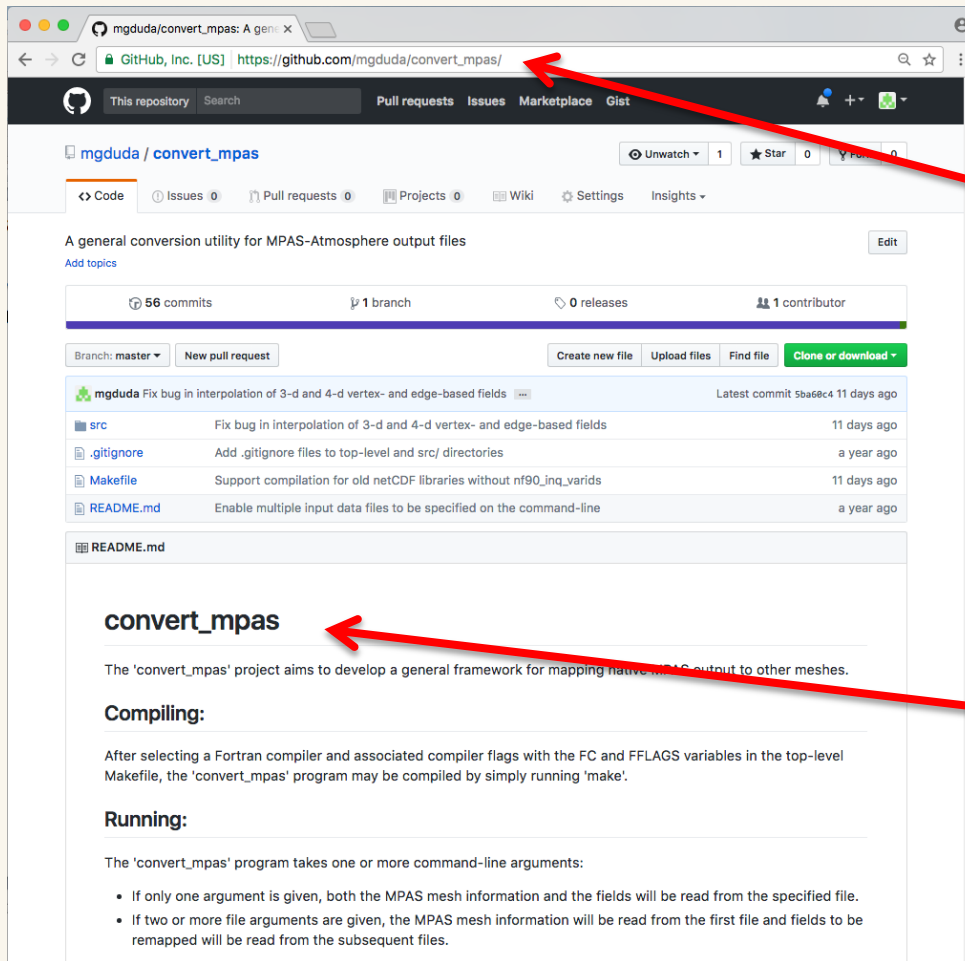 mgduda/convert_mpas: A gene
GitHub, Inc. [US] https://github.com/mgduda/convert_mpas/
This repository Search Pull requests Issues Marketplace Gist
mgduda / convert_mpas Unwatch 1 Star 0 0
Code Issues 0 Pull requests 0 Projects 0 Wiki Settings Insights
A general conversion utility for MPAS-Atmosphere output files Edit
Add topics
56 commits 1 branch 0 releases 1 contributor
Branch: master New pull request Create new file Upload files Find file Clone or download
mgduda Fix bug in interpolation of 3-d and 4-d vertex- and edge-based fields ... Latest commit 5ba60c4 11 days ago
src Fix bug in interpolation of 3-d and 4-d vertex- and edge-based fields 11 days ago
.gitignore Add .gitignore files to top-level and src/ directories a year ago
Makefile Support compilation for old netCDF libraries without nf90_inq_varids 11 days ago
README.md Enable multiple input data files to be specified on the command-line a year ago
README.md
convert_mpas
The 'convert_mpas' project aims to develop a general framework for mapping native MPAS output to other meshes.
Compiling:
After selecting a Fortran compiler and associated compiler flags with the FC and FFLAGS variables in the top-level
Makefile, the 'convert_mpas' program may be compiled by simply running 'make'.
Running:
The 'convert_mpas' program takes one or more command-line arguments:
• If only one argument is given, both the MPAS mesh information and the fields will be read from the specified file.
• If two or more file arguments are given, the MPAS mesh information will be read from the first file and fields to be
remapped will be read from the subsequent files.